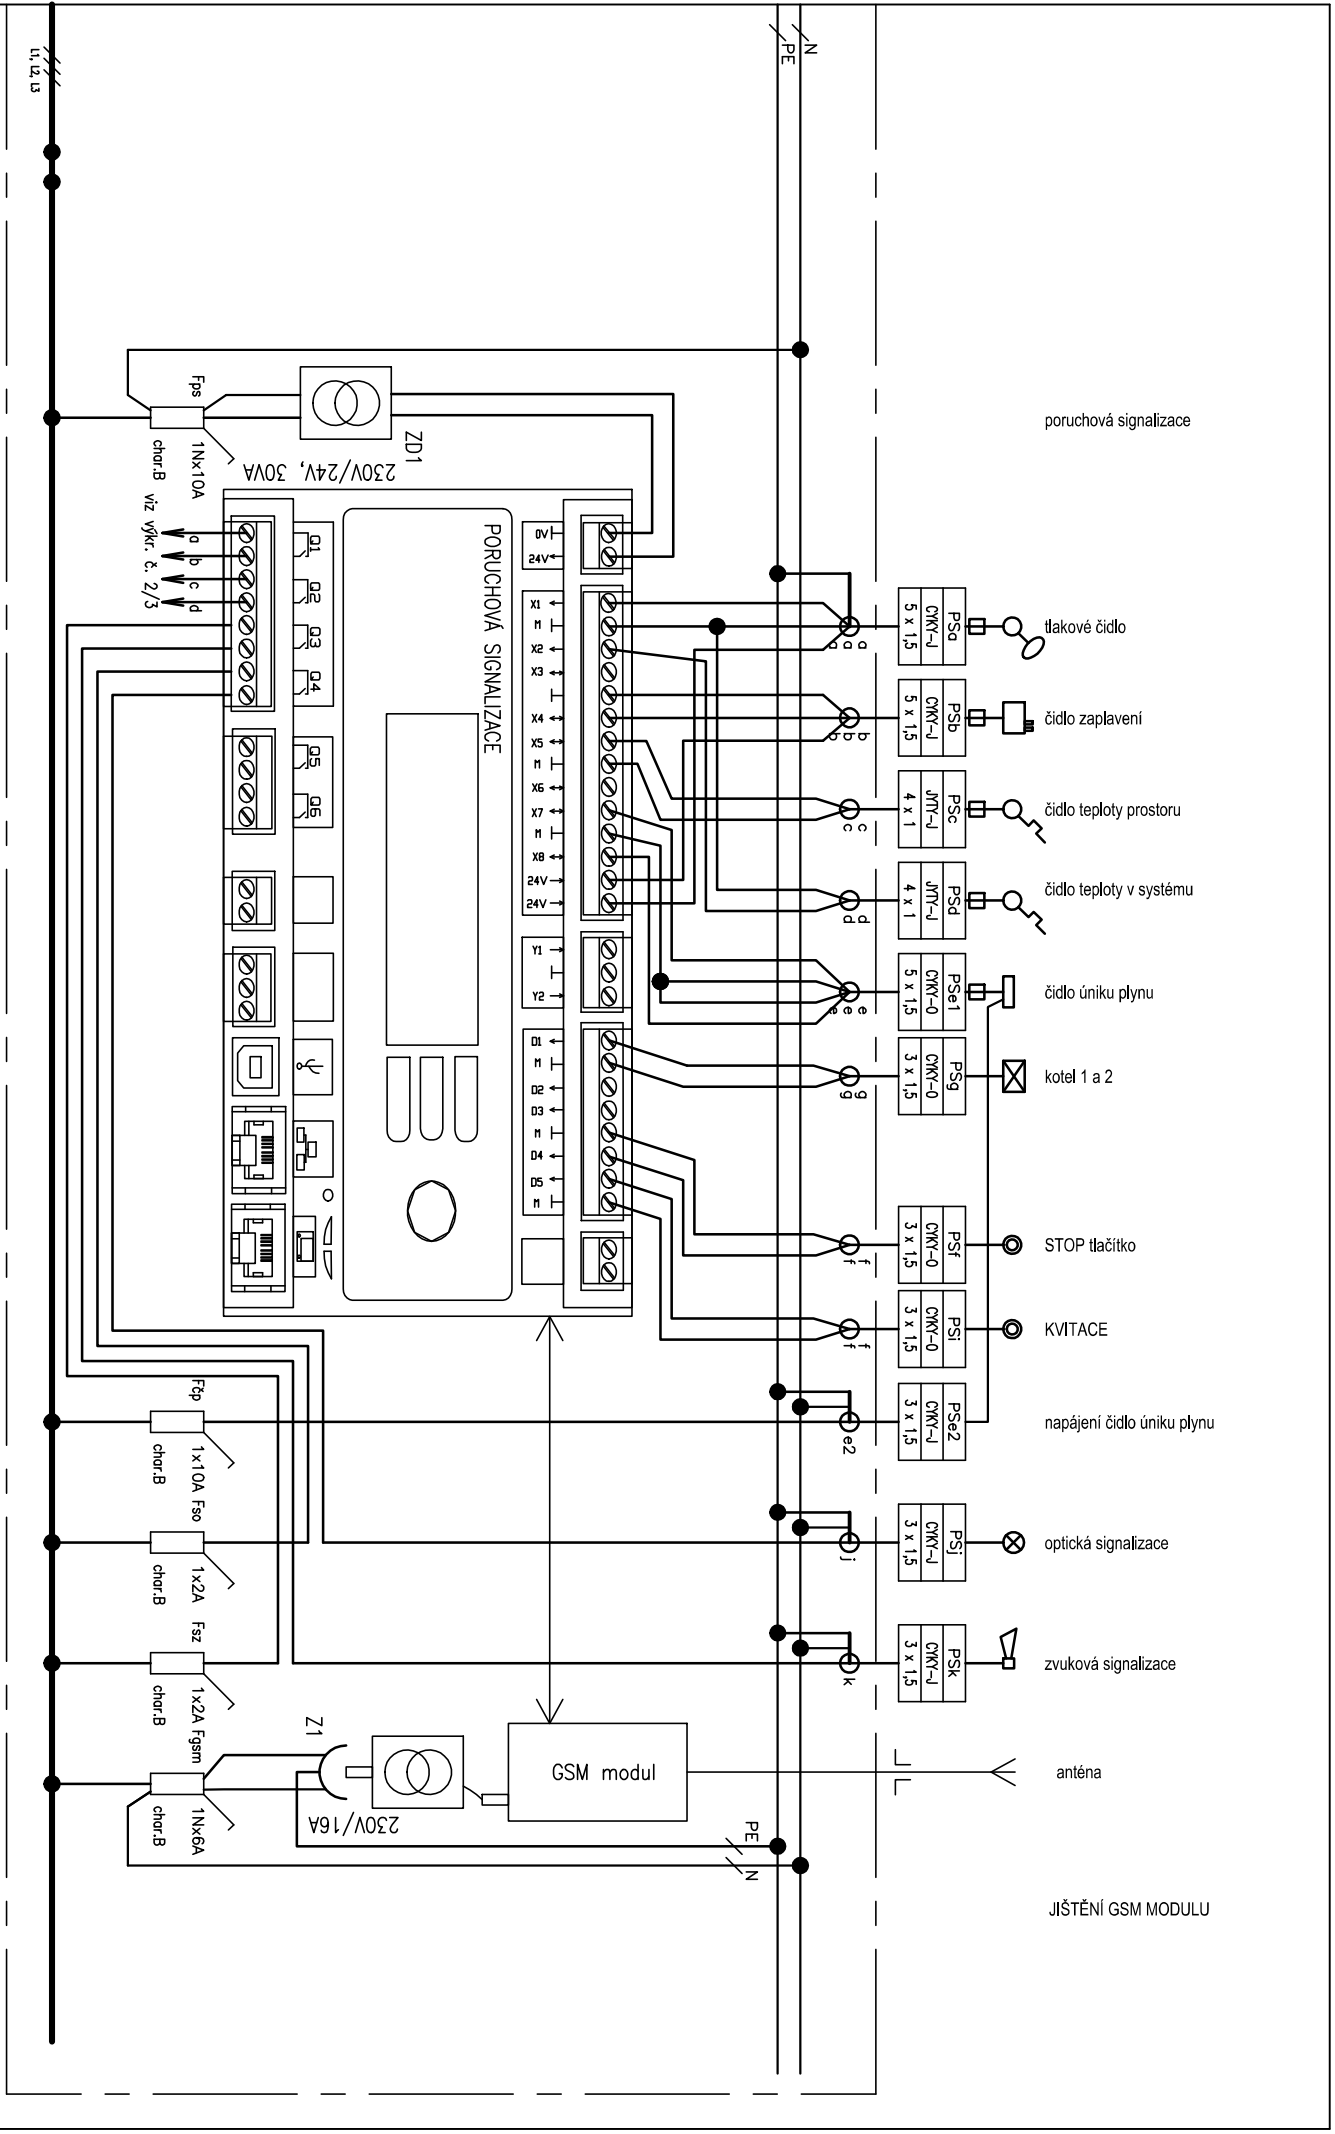 L1, L2, L3
N
PE
poruchová signalizace
Fps
1Nx10A
char.B
ZD1
230V/24V, 30VA
viz výkr. č. 2/3
a
b
c
d
Q1
Q2
Q3
Q4
Q5
Q6
PORUCHOVÁ SIGNALIZACE
0V
24V
X1
M
X2
X3
X4
X5
M
X6
X7
M
X8
24V
24V
Y1
Y2
D1
M
D2
D3
M
D4
D5
M
a
a
a
PSa
CYKY-J
5 x 1,5
tlakové čidlo
b
b
b
PSb
CYKY-J
5 x 1,5
čidlo zaplavení
c
c
PSc
JYTY-J
4 x 1
čidlo teploty prostoru
d
d
PSd
JYTY-J
4 x 1
čidlo teploty v systému
e
e
e
PSe1
CYKY-O
5 x 1,5
čidlo úniku plynu
g
g
PSg
CYKY-O
3 x 1,5
kotel 1 a 2
f
f
PSf
CYKY-O
3 x 1,5
STOP tlačítko
f
f
PSi
CYKY-O
3 x 1,5
KVITACE
Fčp
1x10A
char.B
e2
PSe2
CYKY-J
3 x 1,5
napájení čidlo úniku plynu
Fso
1x2A
char.B
j
PSj
CYKY-J
3 x 1,5
optická signalizace
Fsz
1x2A
char.B
k
PSk
CYKY-J
3 x 1,5
zvuková signalizace
Fgsm
1Nx6A
char.B
Z1
230V/16A
GSM modul
anténa
PE
N
JIŠTĚNÍ GSM MODULU